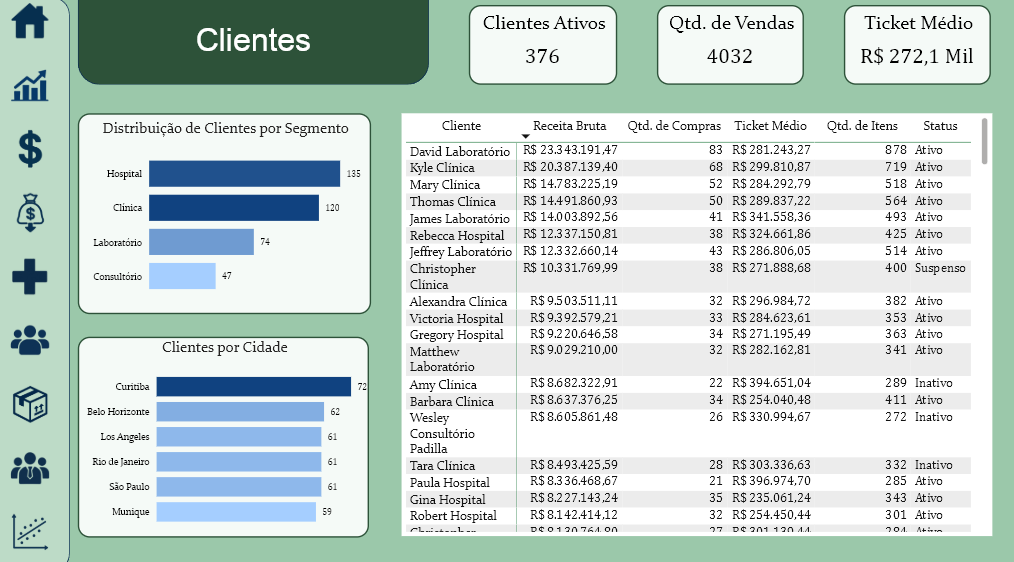 Clientes
Clientes Ativos
376
Qtd. de Vendas
4032
Ticket Médio
R$ 272,1 Mil
Distribuição de Clientes por Segmento
Hospital 135
Clínica 120
Laboratório 74
Consultório 47
Clientes por Cidade
Curitiba 72
Belo Horizonte 62
Los Angeles 61
Rio de Janeiro 61
São Paulo 61
Munique 59
Cliente Receita Bruta Qtd. de Compras Ticket Médio Qtd. de Itens Status
David Laboratório R$ 23.343.191,47 83 R$ 281.243,27 878 Ativo
Kyle Clínica R$ 20.387.139,40 68 R$ 299.810,87 719 Ativo
Mary Clínica R$ 14.783.225,19 52 R$ 284.292,79 518 Ativo
Thomas Clínica R$ 14.491.860,93 50 R$ 289.837,22 564 Ativo
James Laboratório R$ 14.003.892,56 41 R$ 341.558,36 493 Ativo
Rebecca Hospital R$ 12.337.150,81 38 R$ 324.661,86 425 Ativo
Jeffrey Laboratório R$ 12.332.660,14 43 R$ 286.806,05 514 Ativo
Christopher R$ 10.331.769,99 38 R$ 271.888,68 400 Suspenso
Clínica
Alexandra Clínica R$ 9.503.511,11 32 R$ 296.984,72 382 Ativo
Victoria Hospital R$ 9.392.579,21 33 R$ 284.623,61 353 Ativo
Gregory Hospital R$ 9.220.646,58 34 R$ 271.195,49 363 Ativo
Matthew R$ 9.029.210,00 32 R$ 282.162,81 341 Ativo
Laboratório
Amy Clínica R$ 8.682.322,91 22 R$ 394.651,04 289 Inativo
Barbara Clínica R$ 8.637.376,25 34 R$ 254.040,48 411 Ativo
Wesley R$ 8.605.861,48 26 R$ 330.994,67 272 Inativo
Consultório
Padilla
Tara Clínica R$ 8.493.425,59 28 R$ 303.336,63 332 Inativo
Paula Hospital R$ 8.336.468,67 21 R$ 396.974,70 285 Ativo
Gina Hospital R$ 8.227.143,24 35 R$ 235.061,24 343 Ativo
Robert Hospital R$ 8.142.414,12 32 R$ 254.450,44 301 Ativo
Christopher R$ 8.130.764,80 27 R$ 301.139,44 284 Ativo